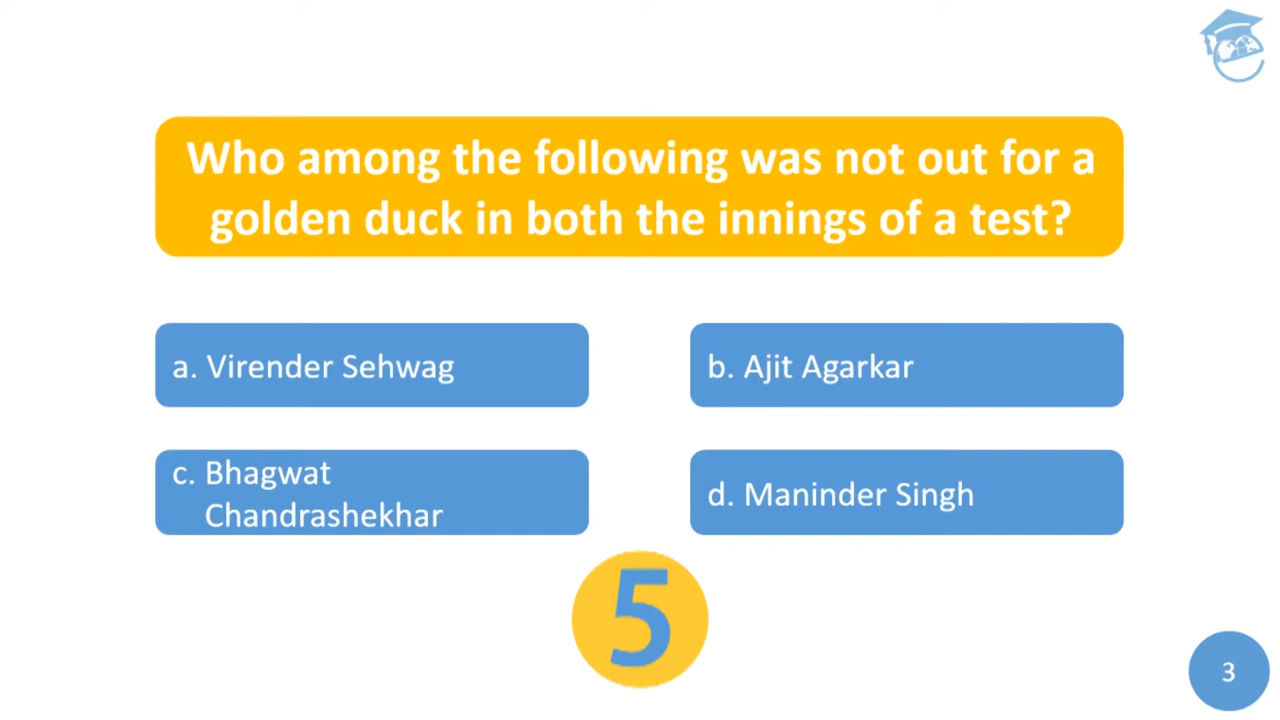 Who among the following was not out for a
golden duck in both the innings of a test?
a. Virender Sehwag
b. Ajit Agarkar
c. Bhagwat
Chandrashekhar
d. Maninder Singh
5
3